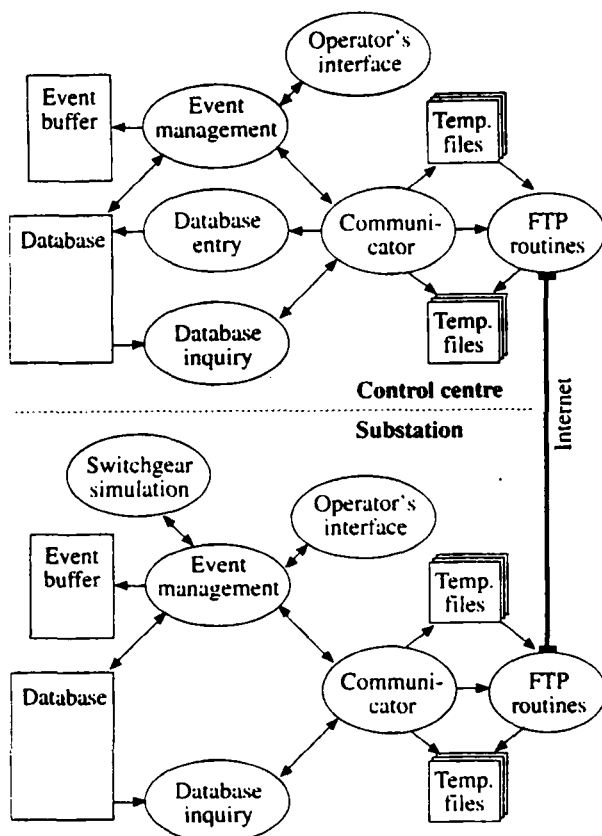 Operator's
interface
Event
buffer
Event
management
Temp.
files
Database
Database
entry
Communi-
cator
FTP
routines
Database
inquiry
Temp.
files
Control centre
Internet
Substation
Switchgear
simulation
Operator's
interface
Event
buffer
Event
management
Temp.
files
Database
Communi-
cator
FTP
routines
Database
inquiry
Temp.
files